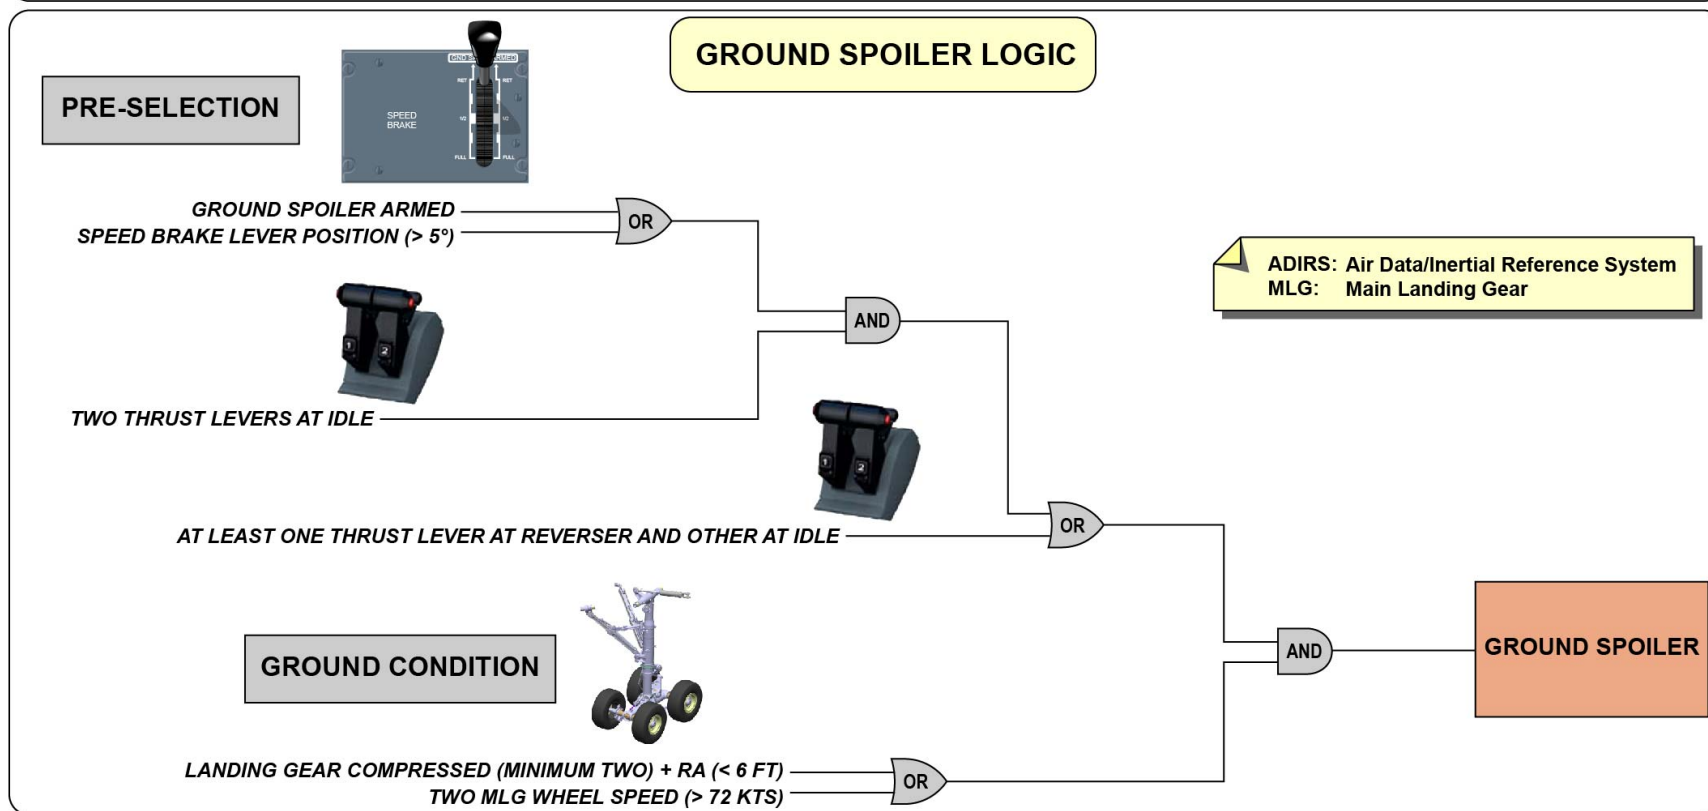 GROUND SPOILER LOGIC
PRE-SELECTION
GND SP ARMED
RET RET
SPEED
BRAKE
1/2 1/2
FULL FULL
GROUND SPOILER ARMED
SPEED BRAKE LEVER POSITION (> 5°)
OR
ADIRS: Air Data/Inertial Reference System
MLG: Main Landing Gear
AND
1 2
TWO THRUST LEVERS AT IDLE
1 2
AT LEAST ONE THRUST LEVER AT REVERSER AND OTHER AT IDLE
OR
GROUND CONDITION
AND
GROUND SPOILER
LANDING GEAR COMPRESSED (MINIMUM TWO) + RA (< 6 FT)
TWO MLG WHEEL SPEED (> 72 KTS)
OR